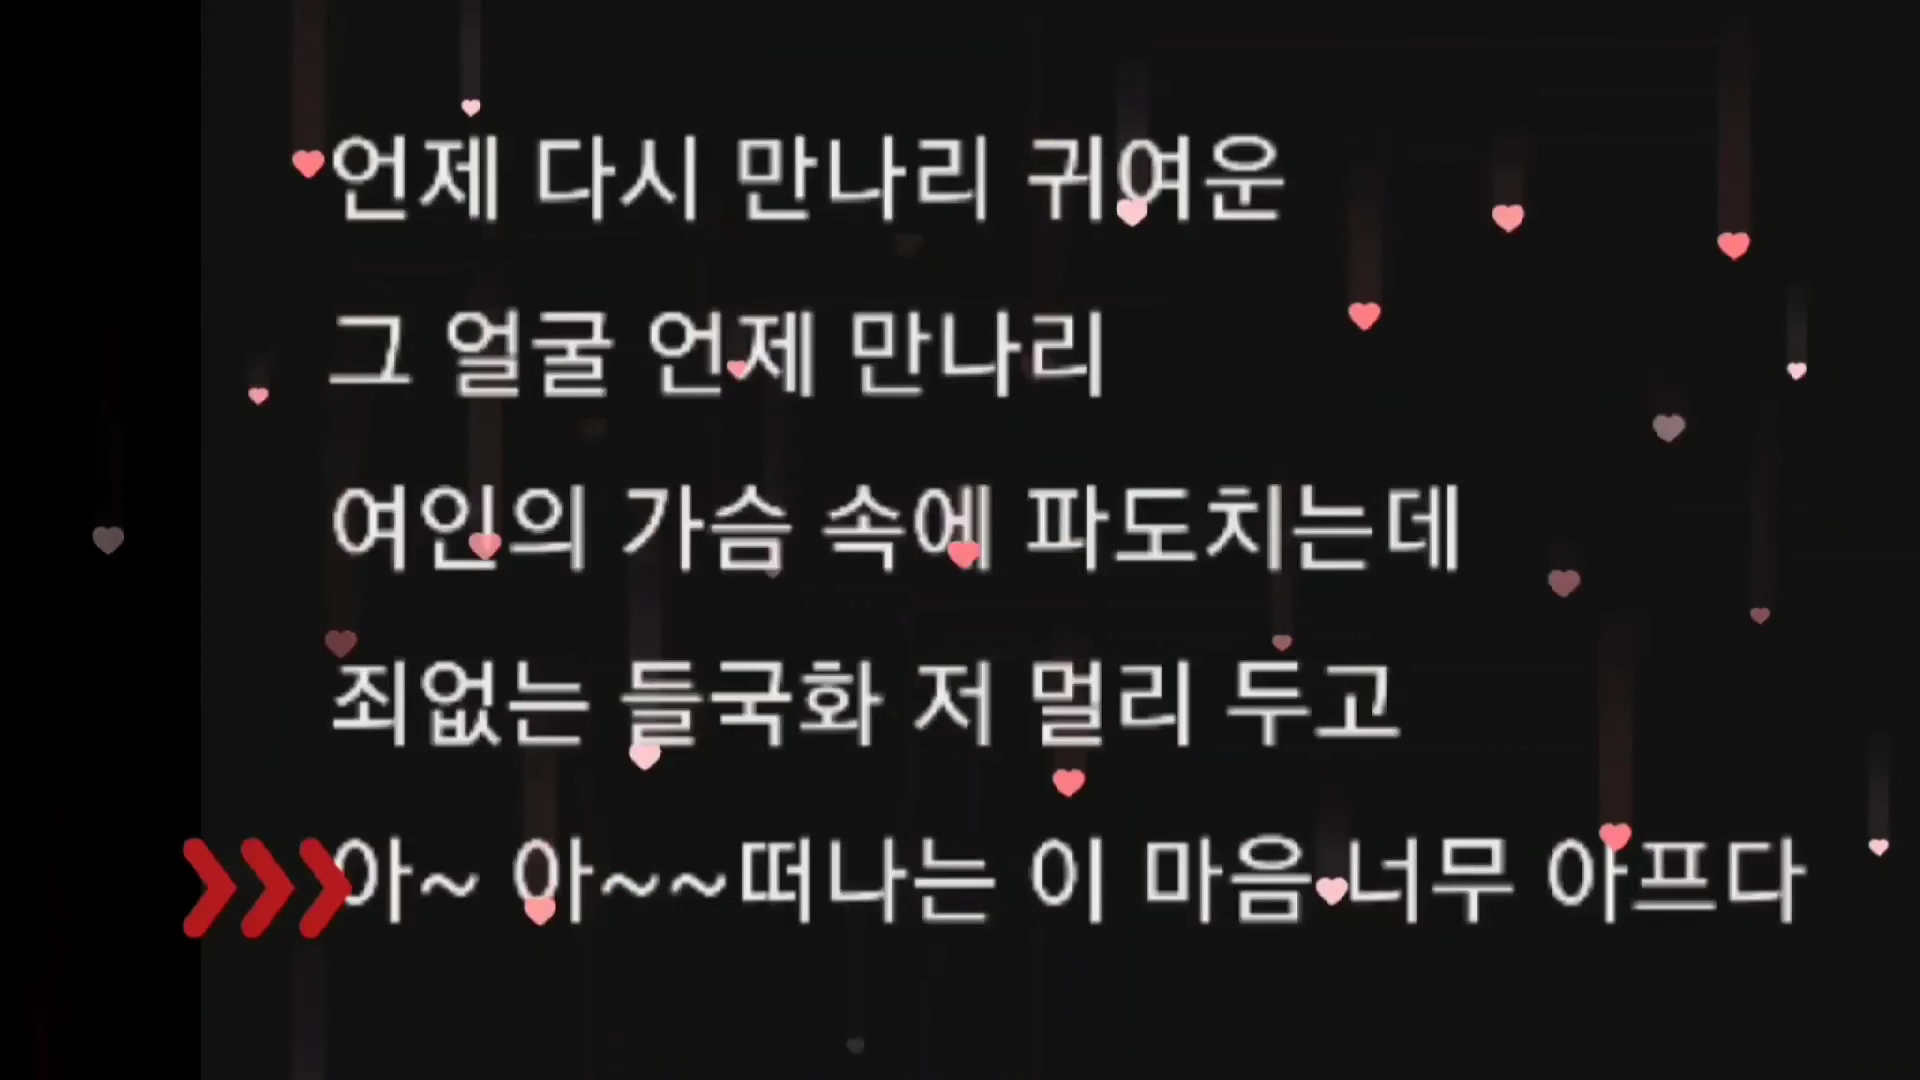 언제 다시 만나리 귀여운
그 얼굴 언제 만나리
여인의 가슴 속에 파도치는데
죄없는 들국화 저 멀리 두고
아~ 아~~떠나는 이 마음 너무 아프다